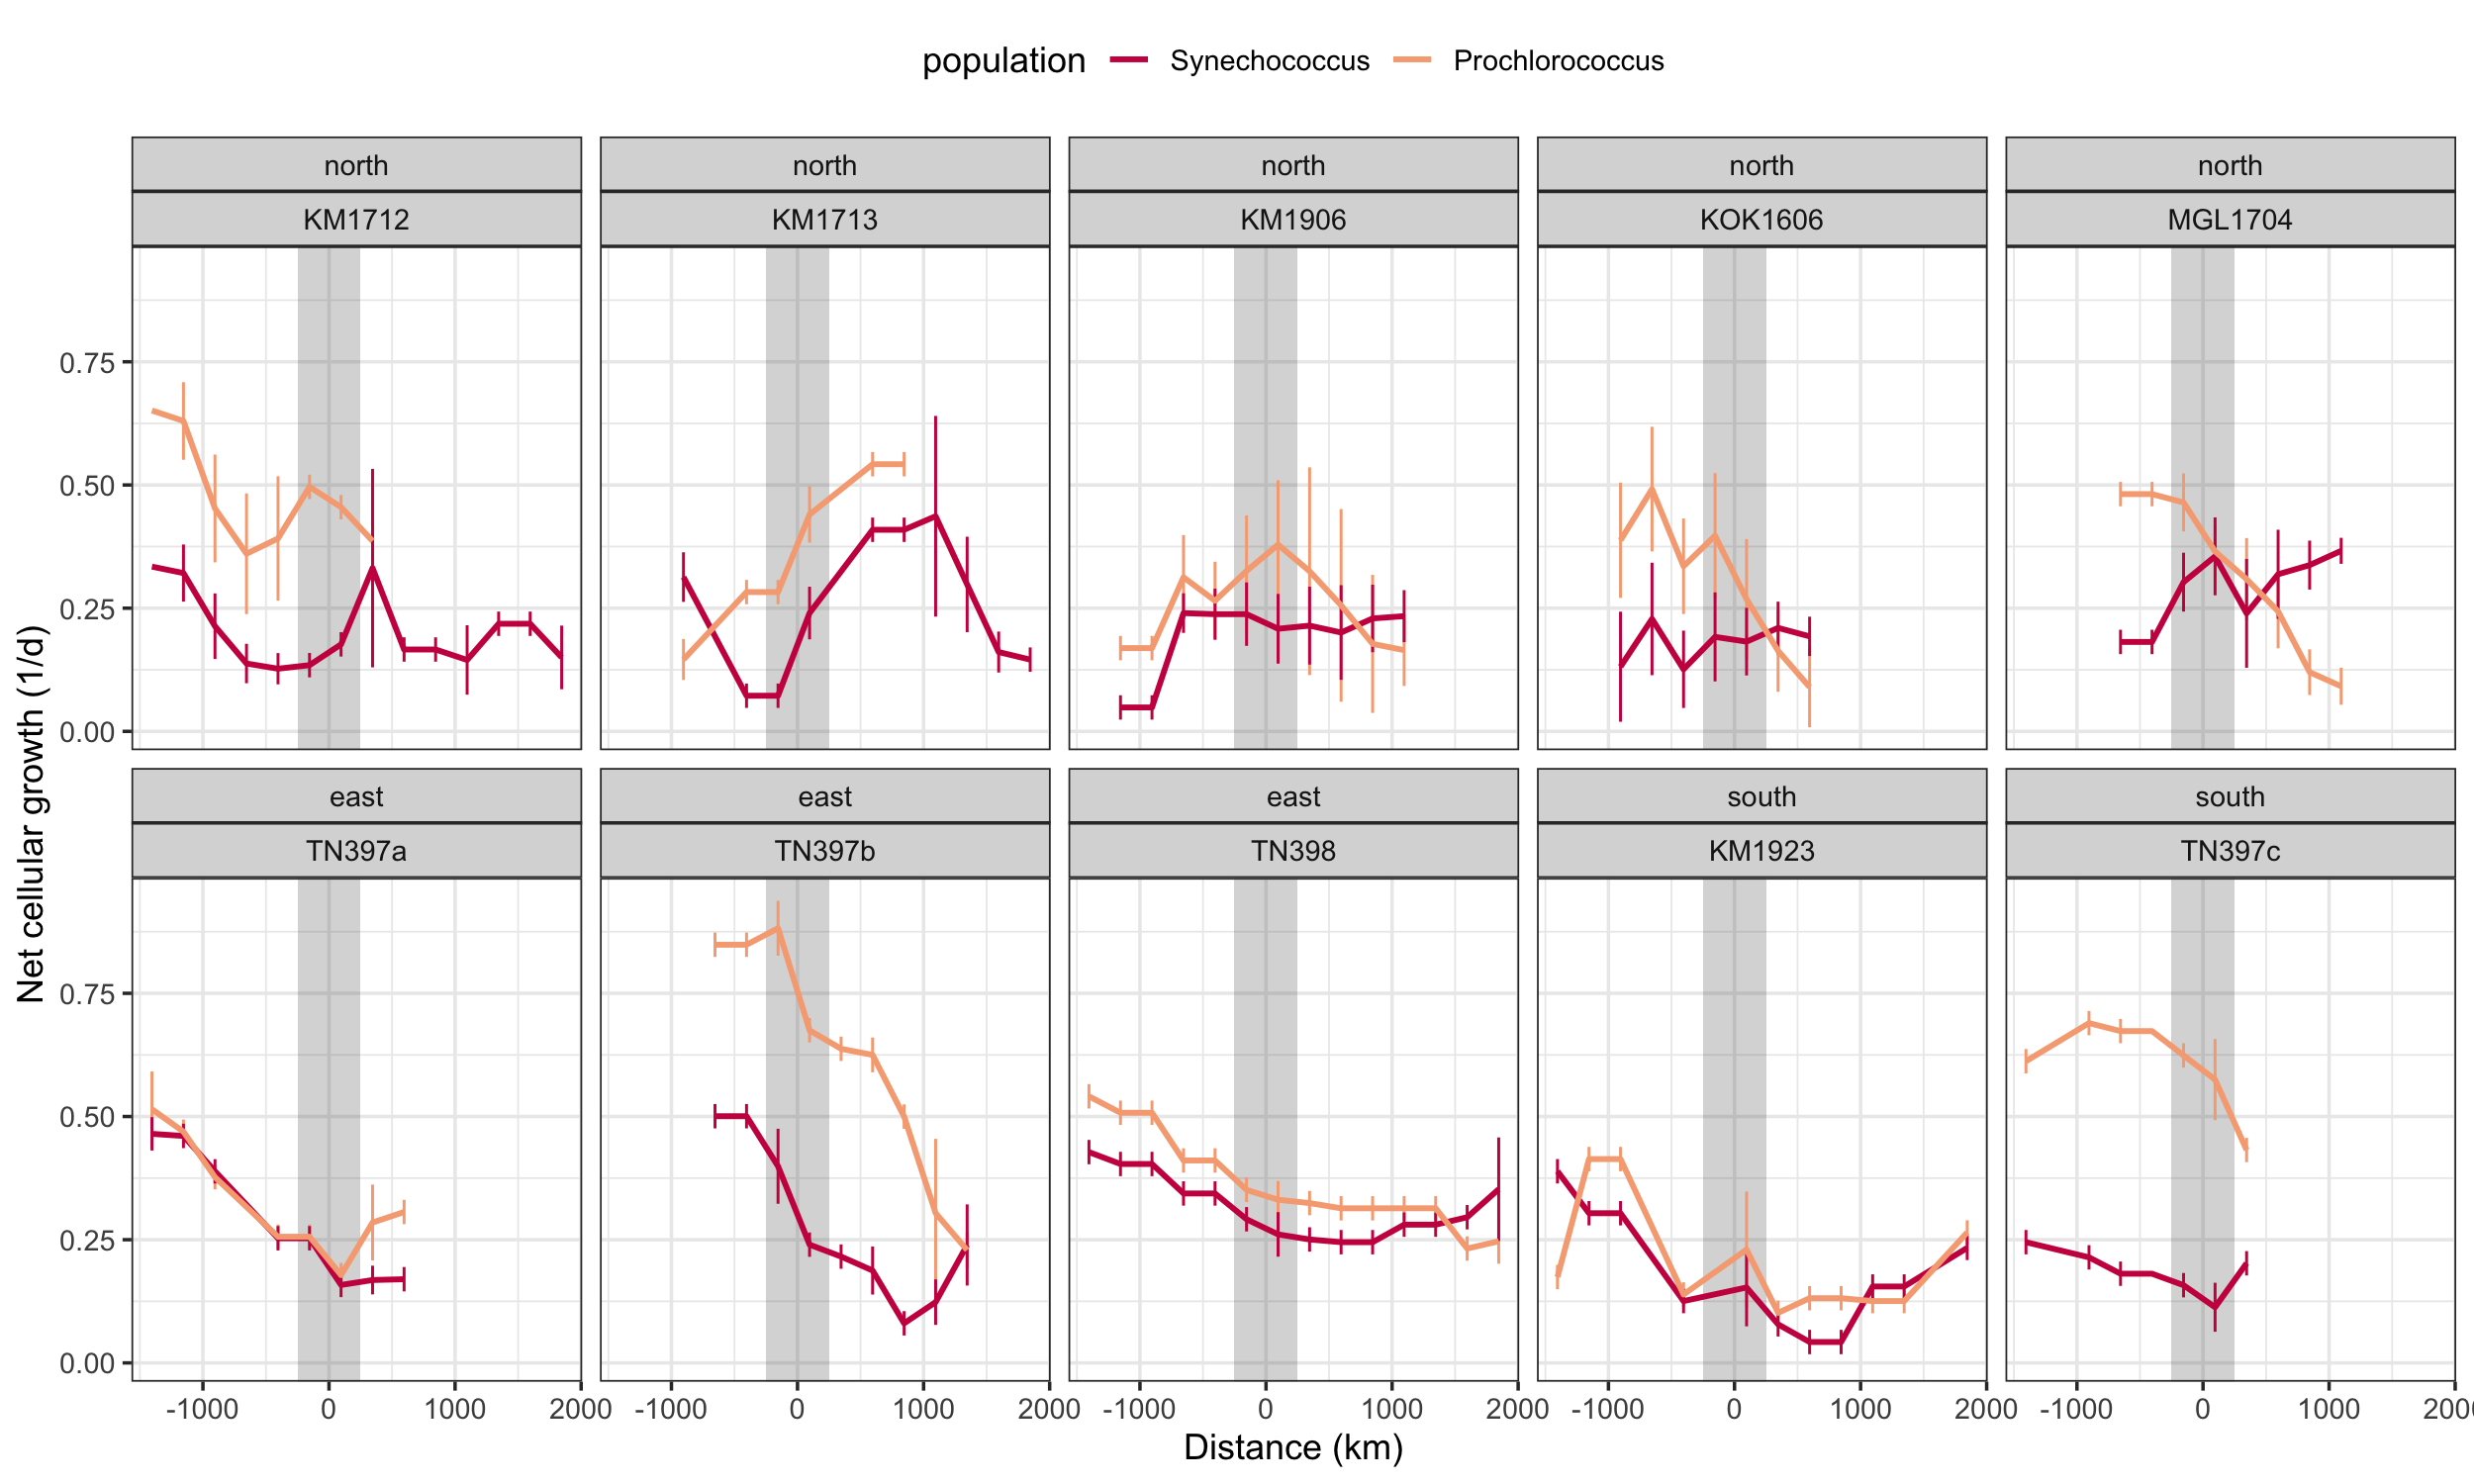 population Synechococcus Prochlorococcus
north north north north north
KM1712 KM1713 KM1906 KOK1606 MGL1704
0.75
0.50
0.25
0.00
east east east south south
TN397a TN397b TN398 KM1923 TN397c
0.75
0.50
0.25
0.00
-1000 0 1000 2000 -1000 0 1000 2000 -1000 0 1000 2000 -1000 0 1000 2000 -1000 0 1000 200
Distance (km)
Net cellular growth (1/d)